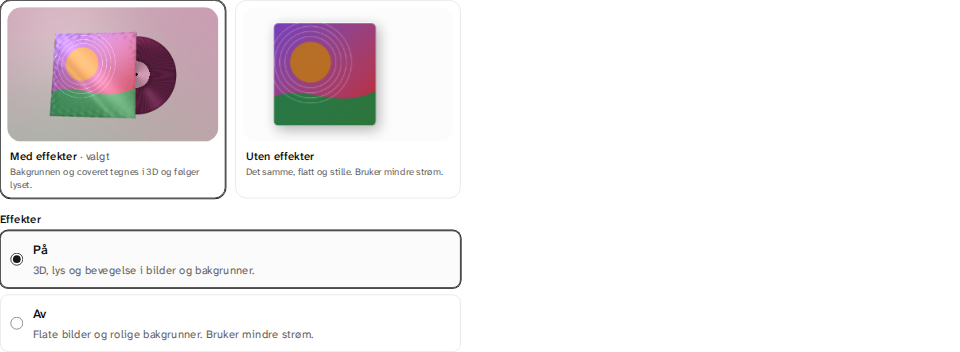 Med effekter · valgt
Bakgrunnen og coveret tegnes i 3D og følger
lyset.
Uten effekter
Det samme, flatt og stille. Bruker mindre strøm.
Effekter
På
3D, lys og bevegelse i bilder og bakgrunner.
Av
Flate bilder og rolige bakgrunner. Bruker mindre strøm.